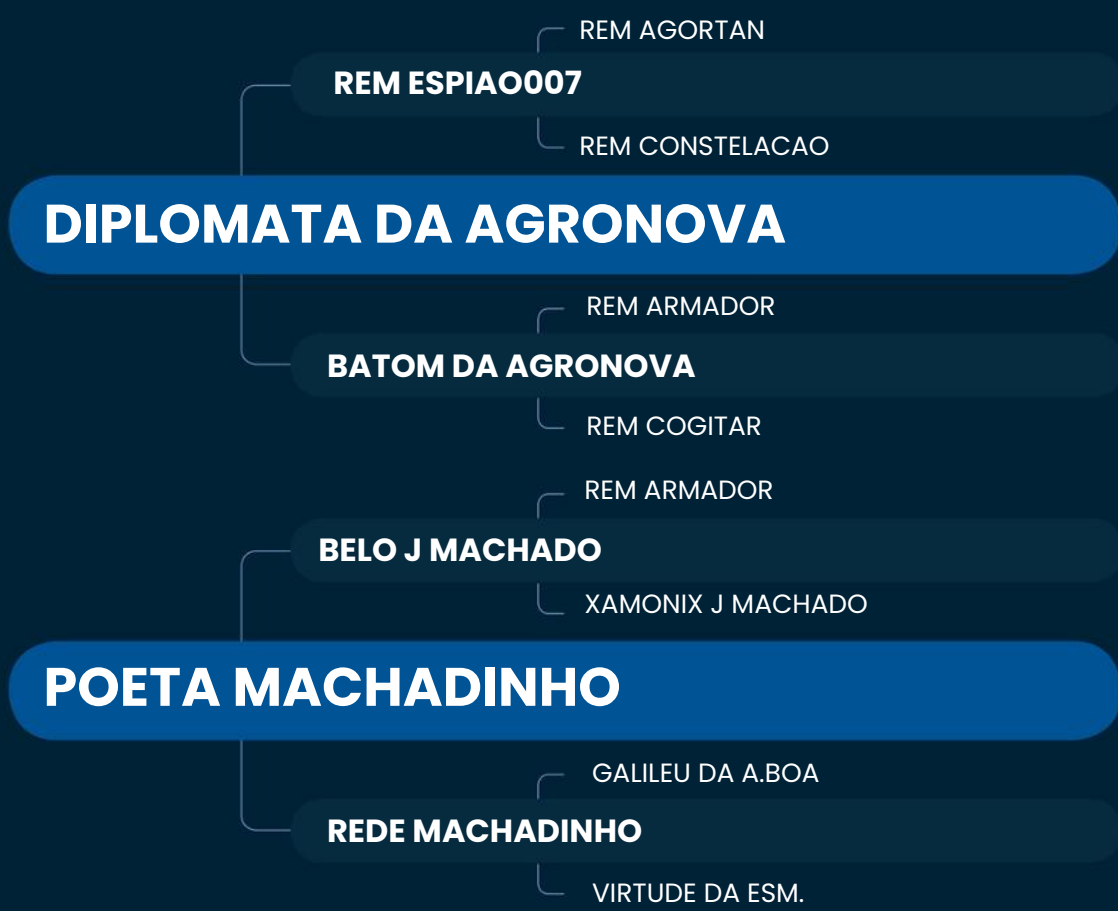 REM AGORTAN
REM ESPIAO007
REM CONSTELACAO
DIPLOMATA DA AGRONOVA
REM ARMADOR
BATOM DA AGRONOVA
REM COGITAR
REM ARMADOR
BELO J MACHADO
XAMONIX J MACHADO
POETA MACHADINHO
GALILEU DA A.BOA
REDE MACHADINHO
VIRTUDE DA ESM.